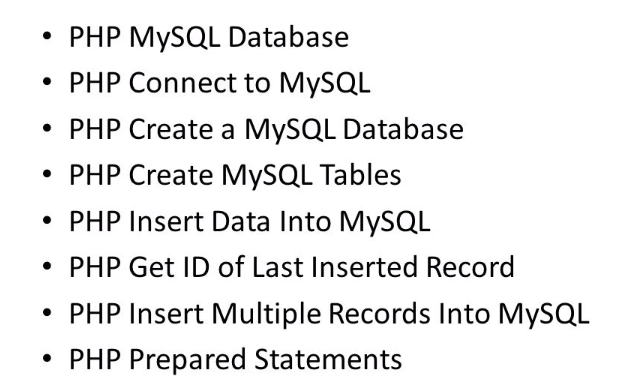 • PHP MySQL Database
• PHP Connect to MySQL
• PHP Create a MySQL Database
• PHP Create MySQL Tables
• PHP Insert Data Into MySQL
• PHP Get ID of Last Inserted Record
• PHP Insert Multiple Records Into MySQL
• PHP Prepared Statements